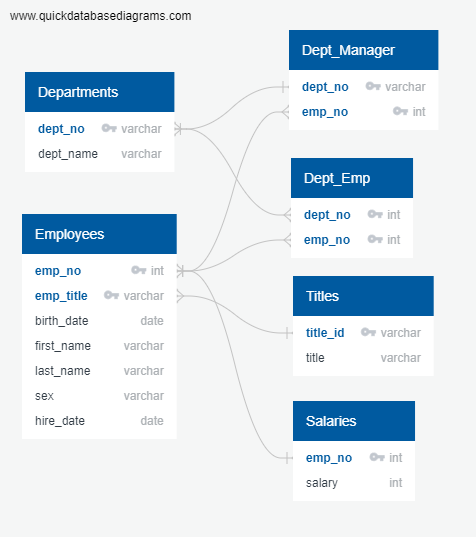 www.quickdatabasediagrams.com
Departments
dept_no varchar
dept_name varchar
Employees
emp_no int
emp_title varchar
birth_date date
first_name varchar
last_name varchar
sex varchar
hire_date date
Dept_Manager
dept_no varchar
emp_no int
Dept_Emp
dept_no int
emp_no int
Titles
title_id varchar
title varchar
Salaries
emp_no int
salary int